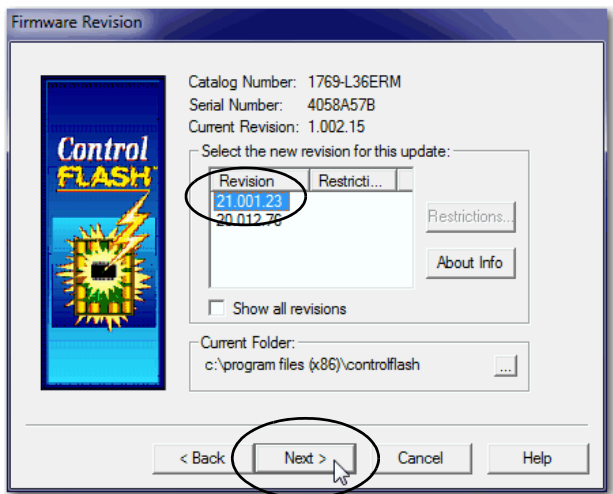 Firmware Revision
Catalog Number: 1769-L36ERM
Serial Number: 4058A57B
Current Revision: 1.002.15
Control
FLASH
Select the new revision for this update:
Revision Restricti...
21.001.23
20.012.76
Restrictions...
About Info
Show all revisions
Current Folder:
c:\program files (x86)\controlflash
...
< Back Next > Cancel Help